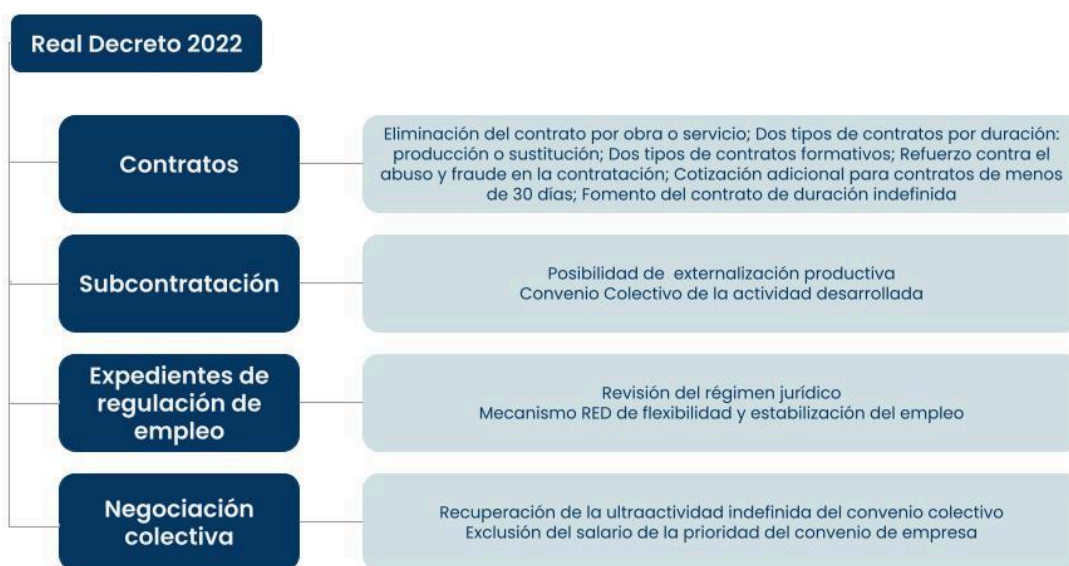 Real Decreto 2022
Contratos
Eliminación del contrato por obra o servicio; Dos tipos de contratos por duración:
producción o sustitución; Dos tipos de contratos formativos; Refuerzo contra el
abuso y fraude en la contratación; Cotización adicional para contratos de menos
de 30 días; Fomento del contrato de duración indefinida
Subcontratación
Posibilidad de externalización productiva
Convenio Colectivo de la actividad desarrollada
Expedientes de
regulación de
empleo
Revisión del régimen jurídico
Mecanismo RED de flexibilidad y estabilización del empleo
Negociación
colectiva
Recuperación de la ultraactividad indefinida del convenio colectivo
Exclusión del salario de la prioridad del convenio de empresa